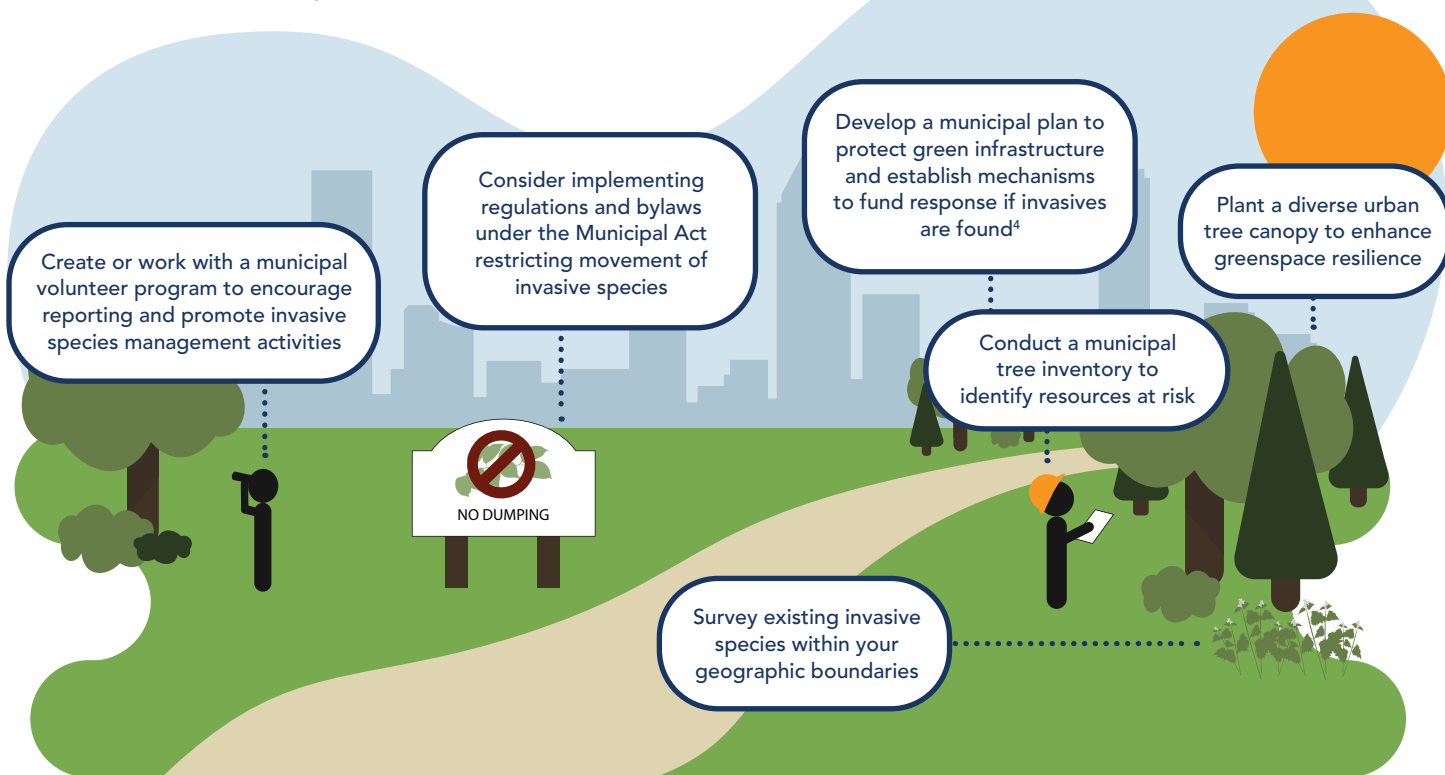 Create or work with a municipal
volunteer program to encourage
reporting and promote invasive
species management activities
Consider implementing
regulations and bylaws
under the Municipal Act
restricting movement of
invasive species
Develop a municipal plan to
protect green infrastructure
and establish mechanisms
to fund response if invasives
are found⁴
Plant a diverse urban
tree canopy to enhance
greenspace resilience
Conduct a municipal
tree inventory to
identify resources at risk
NO DUMPING
Survey existing invasive
species within your
geographic boundaries